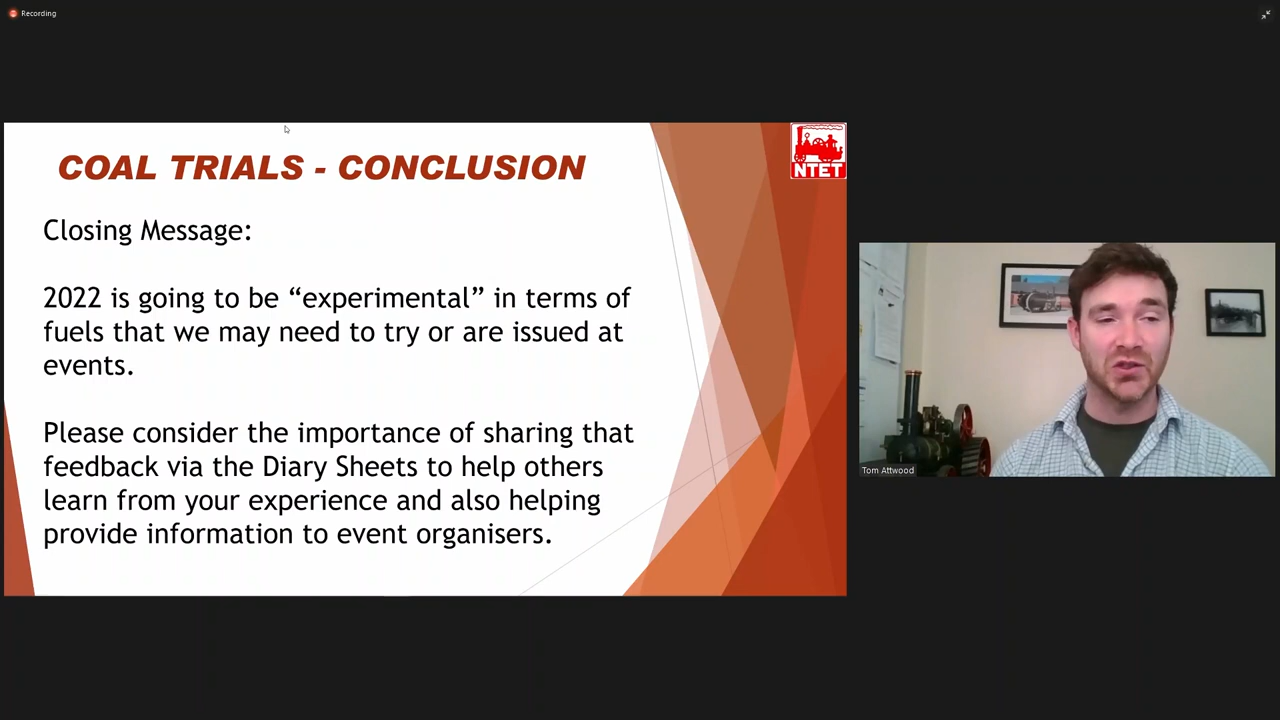 Recording
COAL TRIALS - CONCLUSION
NTET
Closing Message:
2022 is going to be “experimental” in terms of
fuels that we may need to try or are issued at
events.
Please consider the importance of sharing that
feedback via the Diary Sheets to help others
learn from your experience and also helping
provide information to event organisers.
Tom Attwood